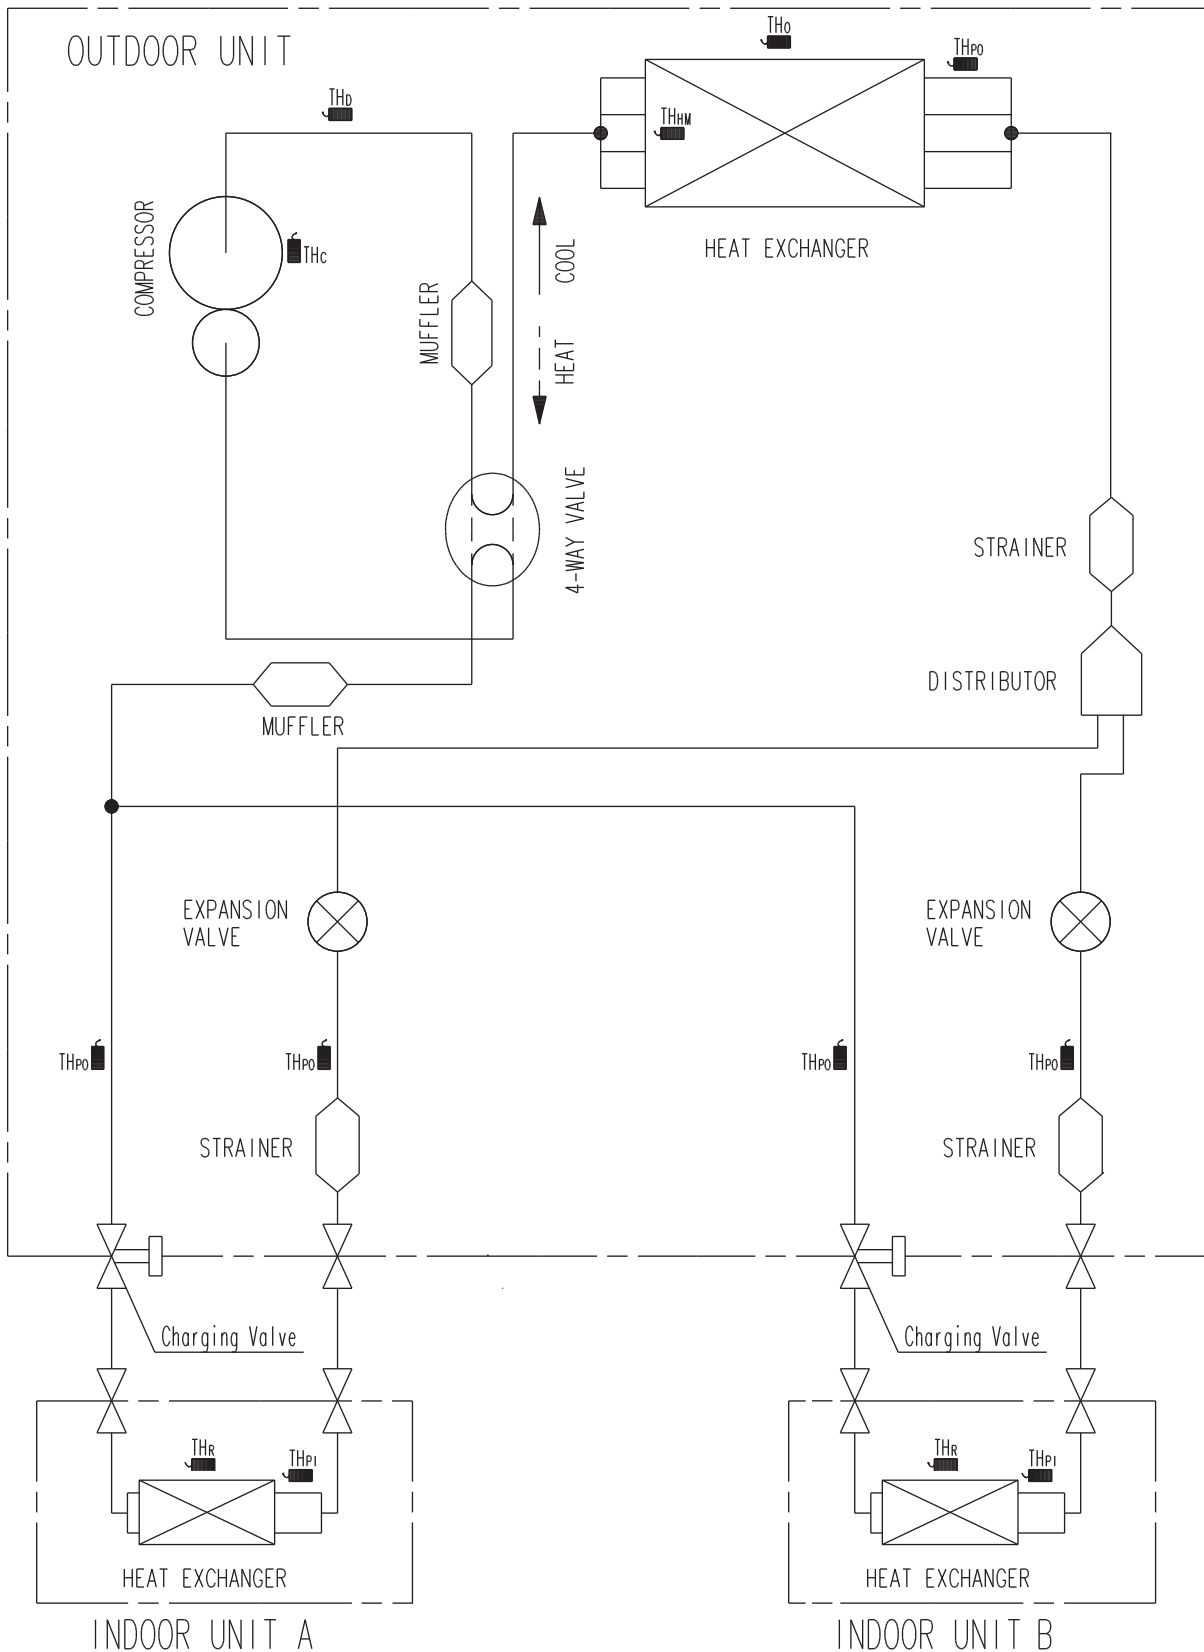 OUTDOOR UNIT
THO
THPO
THD
THHM
COMPRESSOR
THC
HEAT EXCHANGER
COOL
MUFFLER
HEAT
4-WAY VALVE
STRAINER
DISTRIBUTOR
MUFFLER
EXPANSION
VALVE
EXPANSION
VALVE
THPO
THPO
THPO
THPO
STRAINER
STRAINER
Charging Valve
Charging Valve
THR
THPI
THR
THPI
HEAT EXCHANGER
HEAT EXCHANGER
INDOOR UNIT A
INDOOR UNIT B